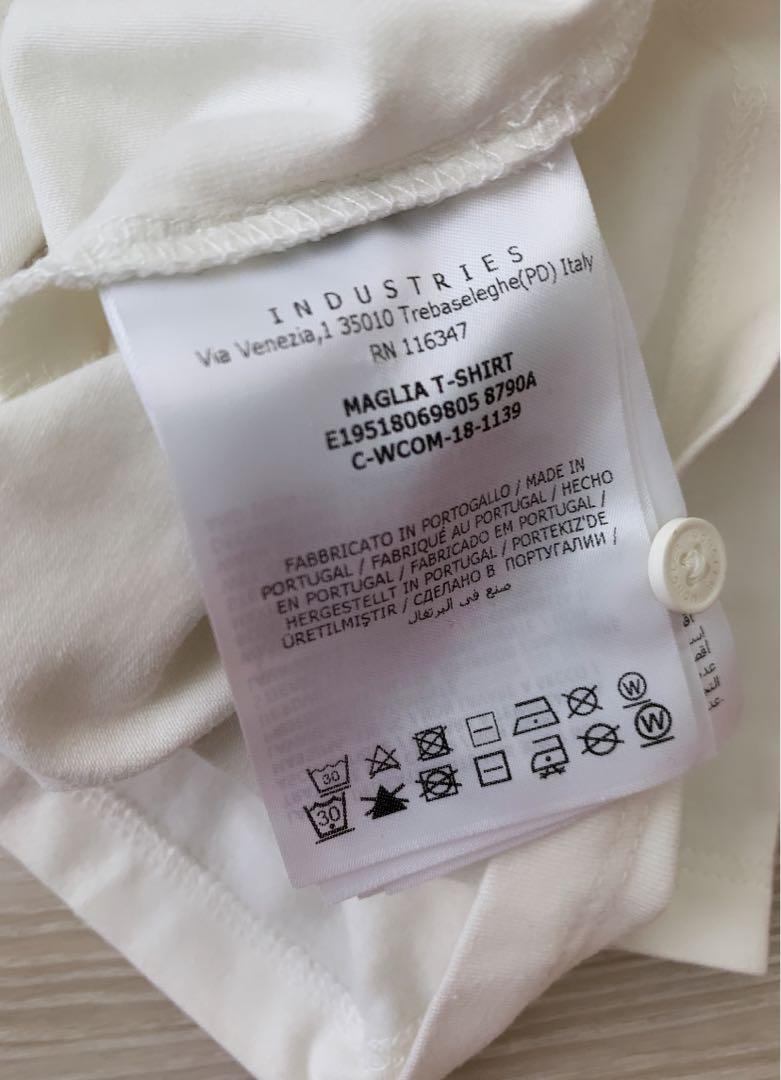 INDUSTRIES
Via Venezia,1 35010 Trebaseleghe(PD) Italy
RN 116347
MAGLIA T-SHIRT
E19518069805 8790A
C-WCOM-18-1139
FABBRICATO IN PORTOGALLO / MADE IN
PORTUGAL / FABRIQUÉ AU PORTUGAL / HECHO
EN PORTUGAL / FABRICADO EM PORTUGAL /
HERGESTELLT IN PORTUGAL / PORTEKIZ'DE
ÜRETILMIŞTIR / СДЕЛАНО В ПОРТУГАЛИИ /
صنع في البرتغال
30
W
30
W